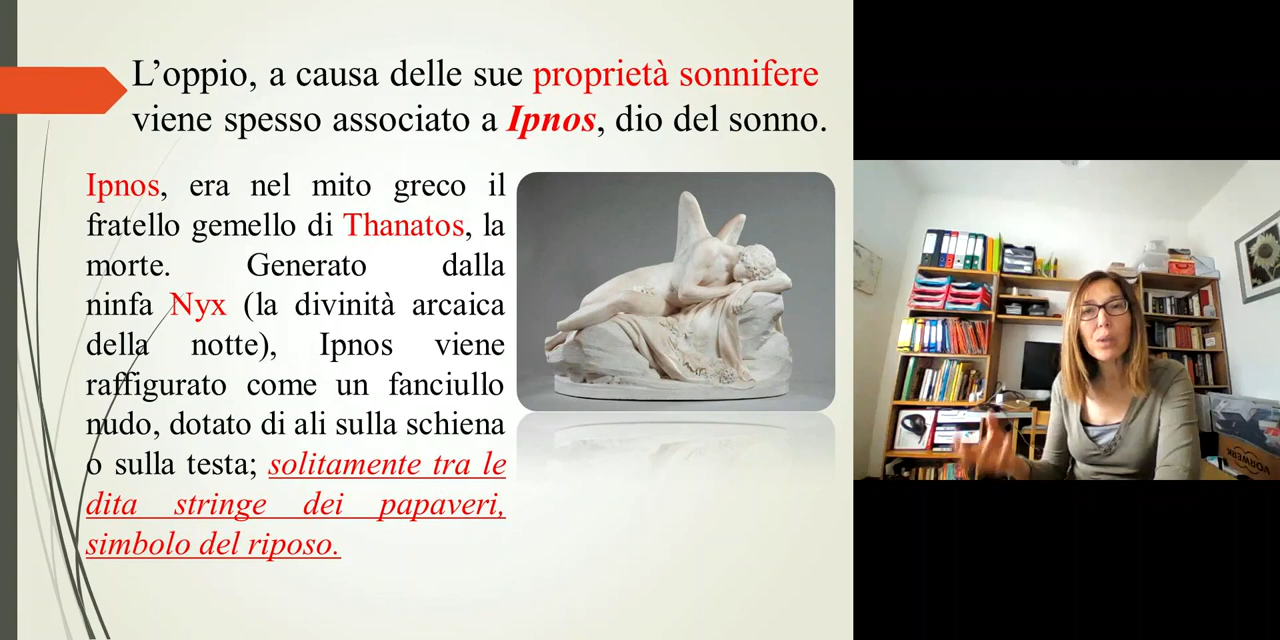 L’oppio, a causa delle sue proprietà sonnifere
viene spesso associato a Ipnos, dio del sonno.
Ipnos, era nel mito greco il
fratello gemello di Thanatos, la
morte. Generato dalla
ninfa Nyx (la divinità arcaica
della notte), Ipnos viene
raffigurato come un fanciullo
nudo, dotato di ali sulla schiena
o sulla testa; solitamente tra le
dita stringe dei papaveri,
simbolo del riposo.
VORWERK